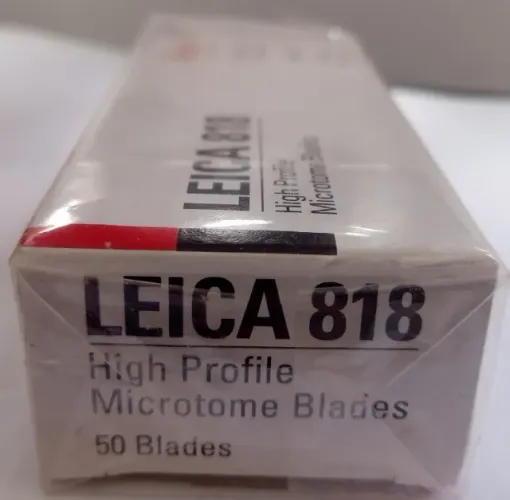 LEICA 818
High Profile
Microtome Blades
LEICA 818
High Profile
Microtome Blades
50 Blades